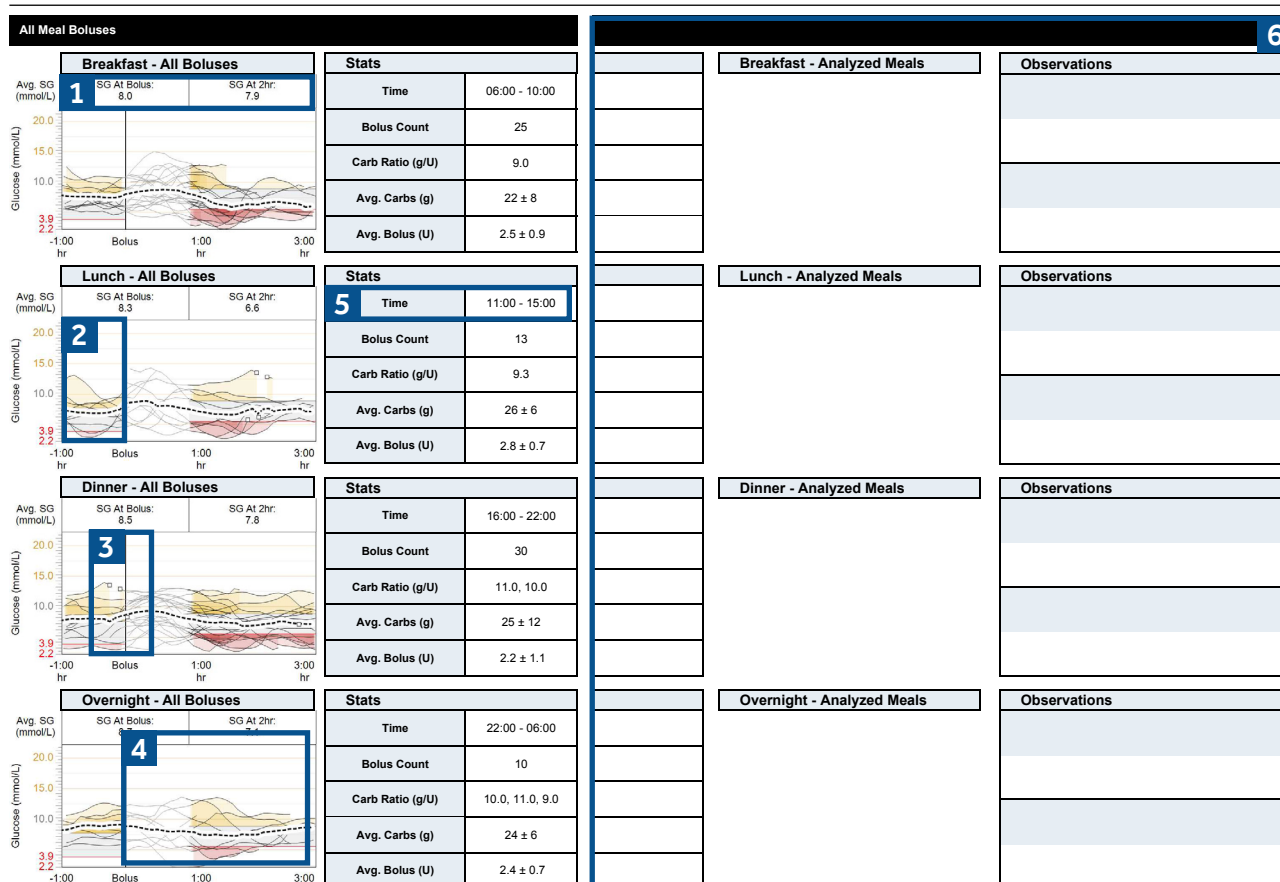 All Meal Boluses
6
Breakfast - All Boluses
Avg. SG
(mmol/L)
1
SG At Bolus:
8.0
SG At 2hr:
7.9
Glucose (mmol/L)
20.0
15.0
10.0
3.9
2.2
-1:00
hr
Bolus
1:00
hr
3:00
hr
Stats
Time 06:00 - 10:00
Bolus Count 25
Carb Ratio (g/U) 9.0
Avg. Carbs (g) 22 ± 8
Avg. Bolus (U) 2.5 ± 0.9
Breakfast - Analyzed Meals
Observations
Lunch - All Boluses
Avg. SG
(mmol/L)
SG At Bolus:
8.3
SG At 2hr:
6.6
2
Glucose (mmol/L)
20.0
15.0
10.0
3.9
2.2
-1:00
hr
Bolus
1:00
hr
3:00
hr
Stats
5
Time 11:00 - 15:00
Bolus Count 13
Carb Ratio (g/U) 9.3
Avg. Carbs (g) 26 ± 6
Avg. Bolus (U) 2.8 ± 0.7
Lunch - Analyzed Meals
Observations
Dinner - All Boluses
Avg. SG
(mmol/L)
SG At Bolus:
8.5
SG At 2hr:
7.8
3
Glucose (mmol/L)
20.0
15.0
10.0
3.9
2.2
-1:00
hr
Bolus
1:00
hr
3:00
hr
Stats
Time 16:00 - 22:00
Bolus Count 30
Carb Ratio (g/U) 11.0, 10.0
Avg. Carbs (g) 25 ± 12
Avg. Bolus (U) 2.2 ± 1.1
Dinner - Analyzed Meals
Observations
Overnight - All Boluses
Avg. SG
(mmol/L)
SG At Bolus:
SG At 2hr:
4
Glucose (mmol/L)
20.0
15.0
10.0
3.9
2.2
-1:00
Bolus
1:00
3:00
Stats
Time 22:00 - 06:00
Bolus Count 10
Carb Ratio (g/U) 10.0, 11.0, 9.0
Avg. Carbs (g) 24 ± 6
Avg. Bolus (U) 2.4 ± 0.7
Overnight - Analyzed Meals
Observations